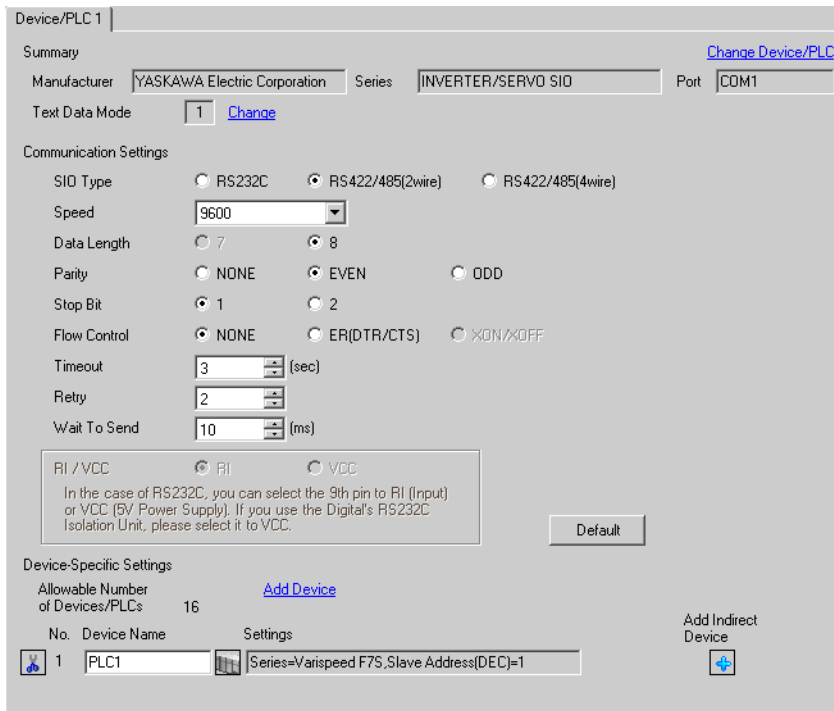 Device/PLC 1
Summary
Change Device/PLC
Manufacturer YASKAWA Electric Corporation Series INVERTER/SERVO SIO Port COM1
Text Data Mode 1 Change
Communication Settings
SIO Type RS232C RS422/485(2wire) RS422/485(4wire)
Speed 9600
Data Length 7 8
Parity NONE EVEN ODD
Stop Bit 1 2
Flow Control NONE ER(DTR/CTS) XON/XOFF
Timeout 3 (sec)
Retry 2
Wait To Send 10 (ms)
RI / VCC RI VCC
In the case of RS232C, you can select the 9th pin to RI (Input)
or VCC (5V Power Supply). If you use the Digital's RS232C
Isolation Unit, please select it to VCC.
Default
Device-Specific Settings
Allowable Number
of Devices/PLCs 16
Add Device
No. Device Name Settings
Add Indirect
Device
1 PLC1 Series=Varispeed F7S,Slave Address(DEC)=1